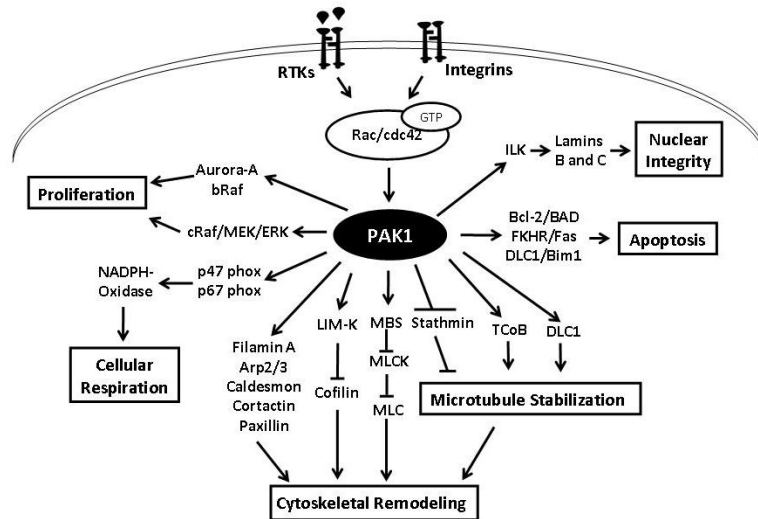 RTKs
Integrins
GTP
Rac/cdc42
ILK
Lamins
B and C
Nuclear
Integrity
Aurora-A
bRaf
Proliferation
cRaf/MEK/ERK
PAK1
Bcl-2/BAD
FKHR/Fas
DLC1/Bim1
Apoptosis
NADPH-
Oxidase
p47 phox
p67 phox
LIM-K
MBS
Stathmin
TCoB
DLC1
Cellular
Respiration
Filamin A
Arp2/3
Caldesmon
Cortactin
Paxillin
Cofilin
MLCK
MLC
Microtubule Stabilization
Cytoskeletal Remodeling